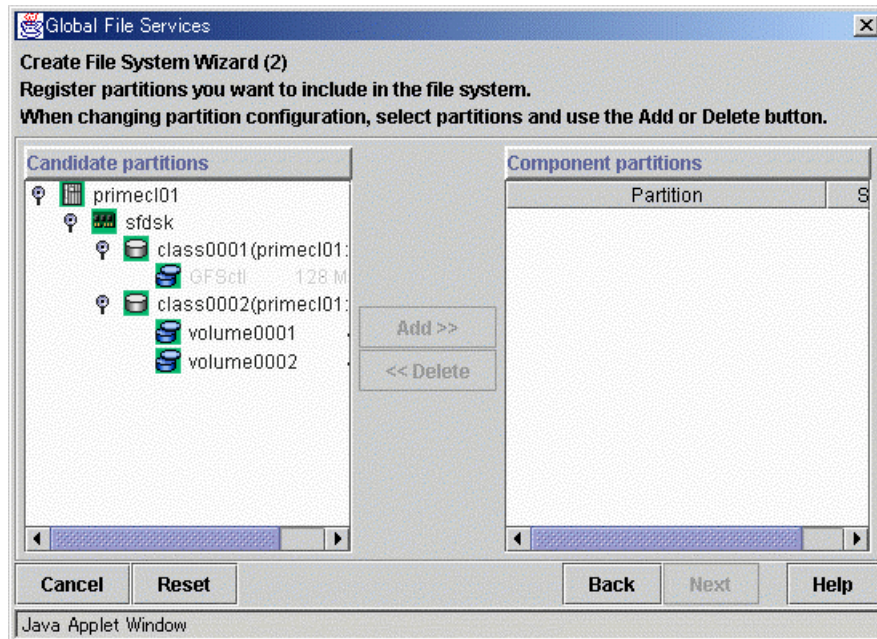 Global File Services
Create File System Wizard (2)
Register partitions you want to include in the file system.
When changing partition configuration, select partitions and use the Add or Delete button.
Candidate partitions
primecl01
sfdsk
class0001(primecl01:
GFSctl 128 M
class0002(primecl01:
volume0001
volume0002
Add >>
<< Delete
Component partitions
Partition S
Cancel Reset Back Next Help
Java Applet Window